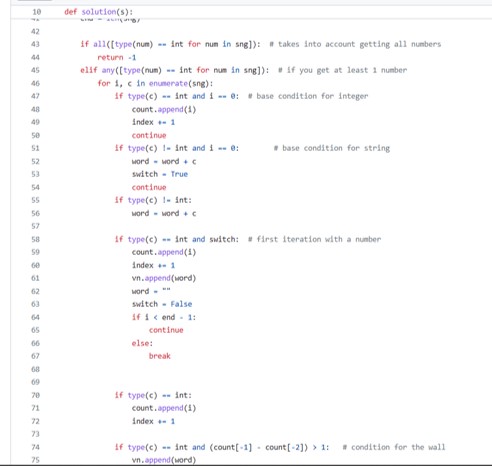 10 def solution(s):
42
43 if all([type(num) == int for num in sng]): # takes into account getting all numbers
44 return -1
45 elif any([type(num) == int for num in sng]): # if you get at least 1 number
46 for i, c in enumerate(sng):
47 if type(c) == int and i == 0: # base condition for integer
48 count.append(i)
49 index += 1
50 continue
51 if type(c) != int and i == 0: # base condition for string
52 word = word + c
53 switch = True
54 continue
55 if type(c) != int:
56 word = word + c
57
58 if type(c) == int and switch: # first iteration with a number
59 count.append(i)
60 index += 1
61 vn.append(word)
62 word = ""
63 switch = False
64 if i < end - 1:
65 continue
66 else:
67 break
68
69
70 if type(c) == int:
71 count.append(i)
72 index += 1
73
74 if type(c) == int and (count[-1] - count[-2]) > 1: # condition for the wall
75 vn.append(word)